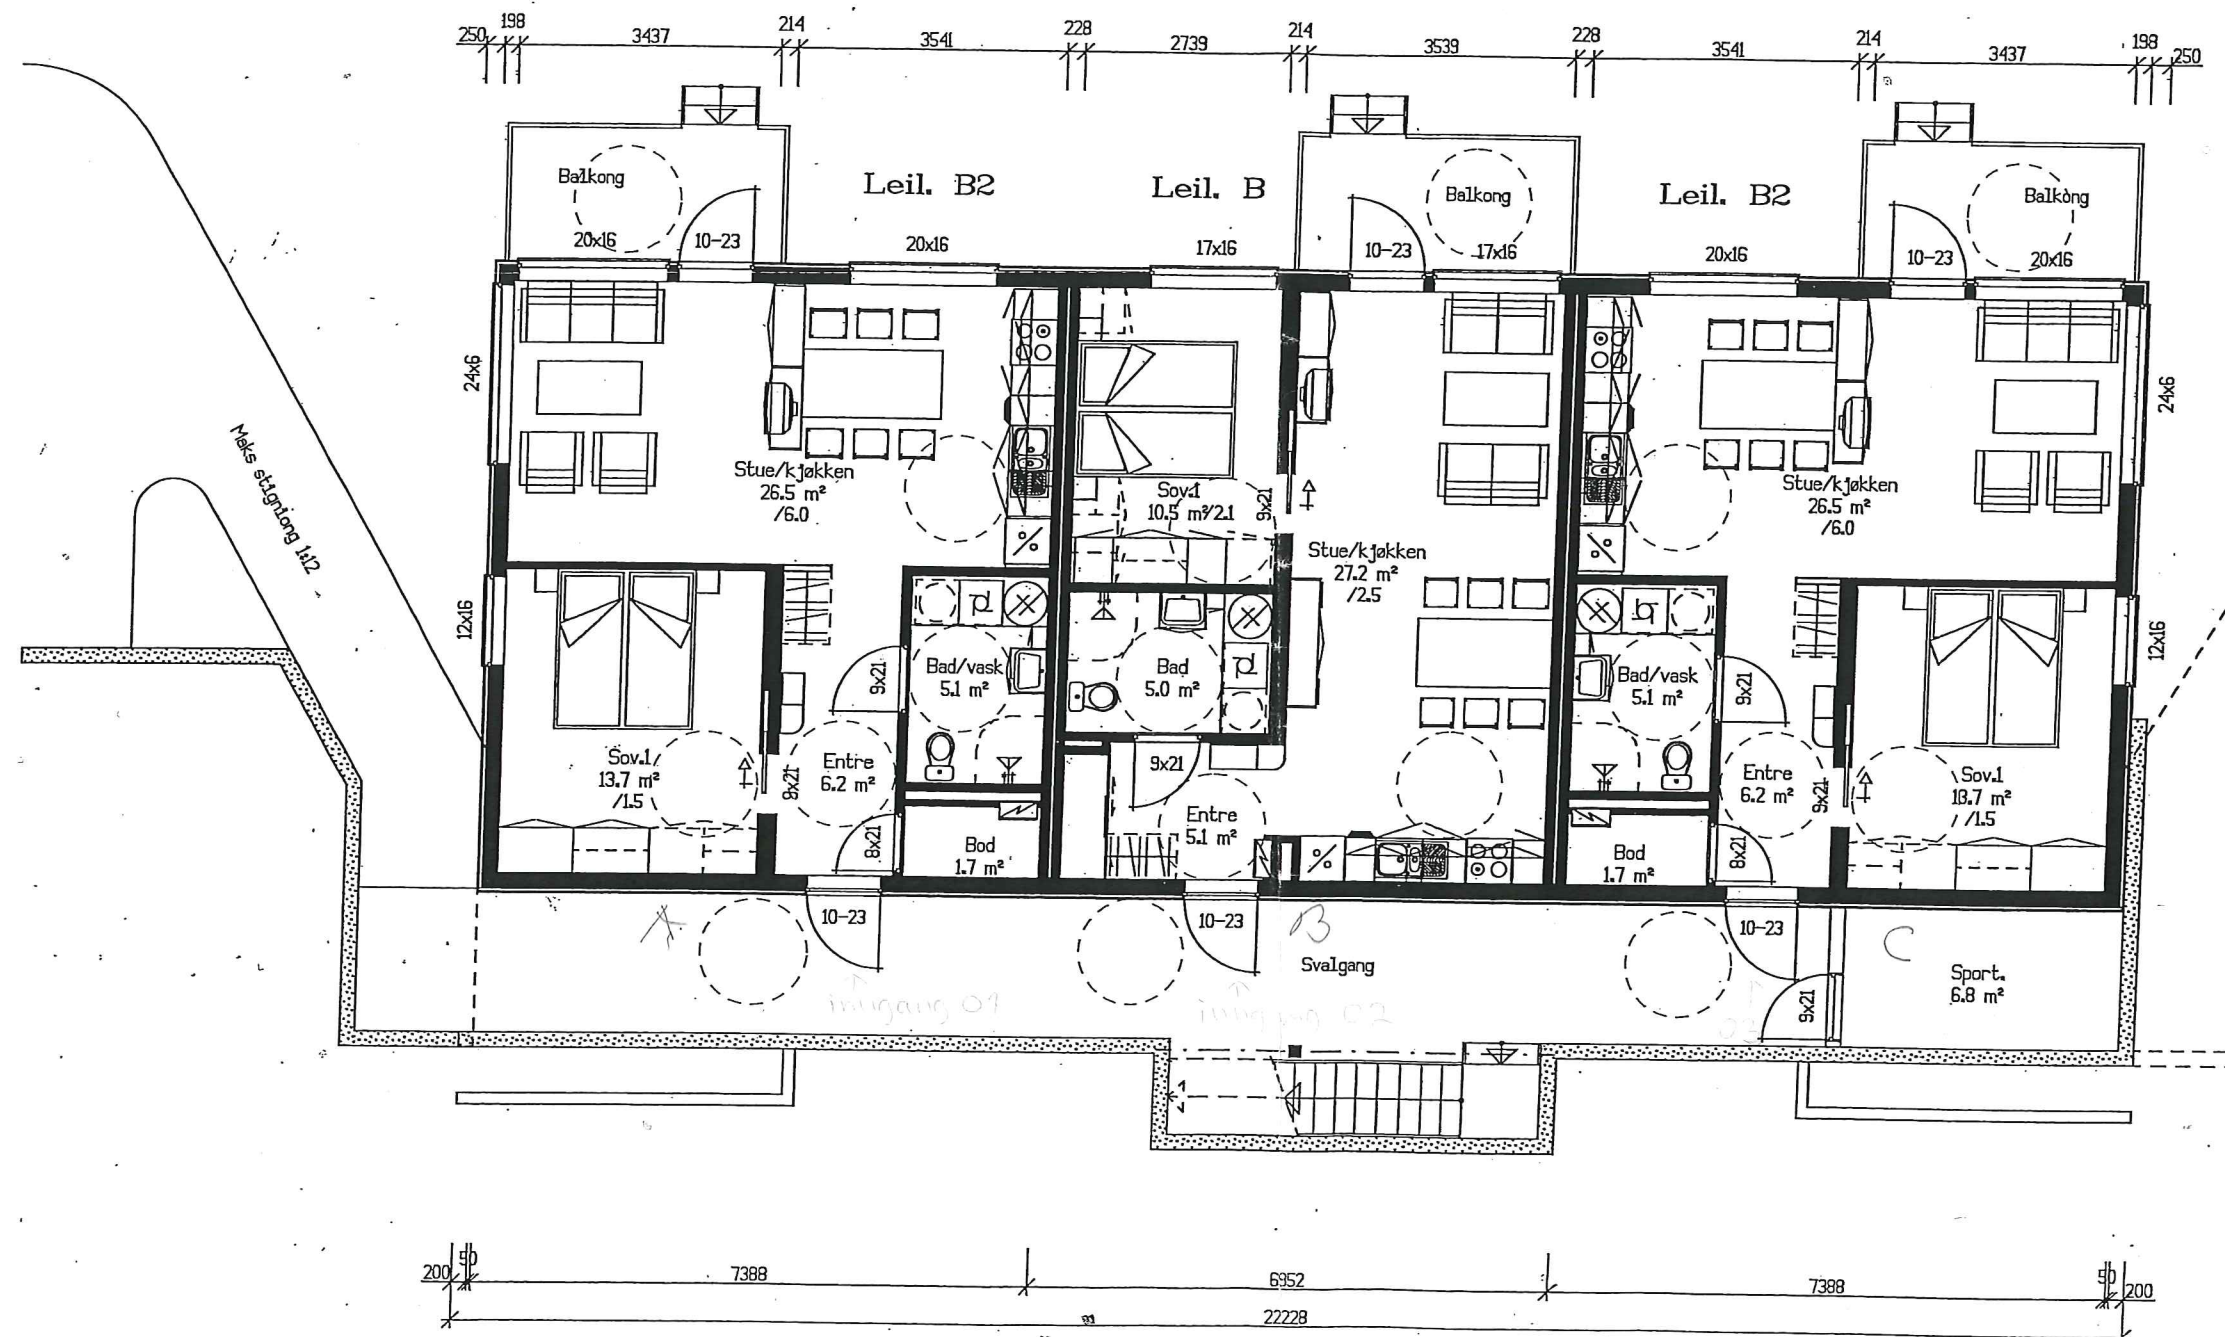 250 198 3437 214 3541 228 2739 214 3539 228 3541 214 3437 198 250
Balkong
20x16
10-23
Leil. B2
20x16
Leil. B
17x16
Balkong
10-23
17x16
Leil. B2
20x16
Balkong
10-23
20x16
24x6
12x16
Maks stigniong 1:12
Stue/kjøkken
26.5 m²
/6.0
Sov.1
13.7 m²
/1.5
9x21
Entre
6.2 m²
9x21
8x21
Bad/vask
5.1 m²
Bod
1.7 m²
10-23
Sov.1
10.5 m²/2.1
9x21
Stue/kjøkken
27.2 m²
/2.5
Bad
5.0 m²
9x21
Entre
5.1 m²
10-23
Stue/kjøkken
26.5 m²
/6.0
Bad/vask
5.1 m²
9x21
Entre
6.2 m²
9x21
8x21
Bod
1.7 m²
10-23
Sov.1
13.7 m²
/1.5
24x6
12x16
A
B
C
Svalgang
Sport.
6.8 m²
9x21
01
02
03
200 50 7388 6952 7388 50 200
22228